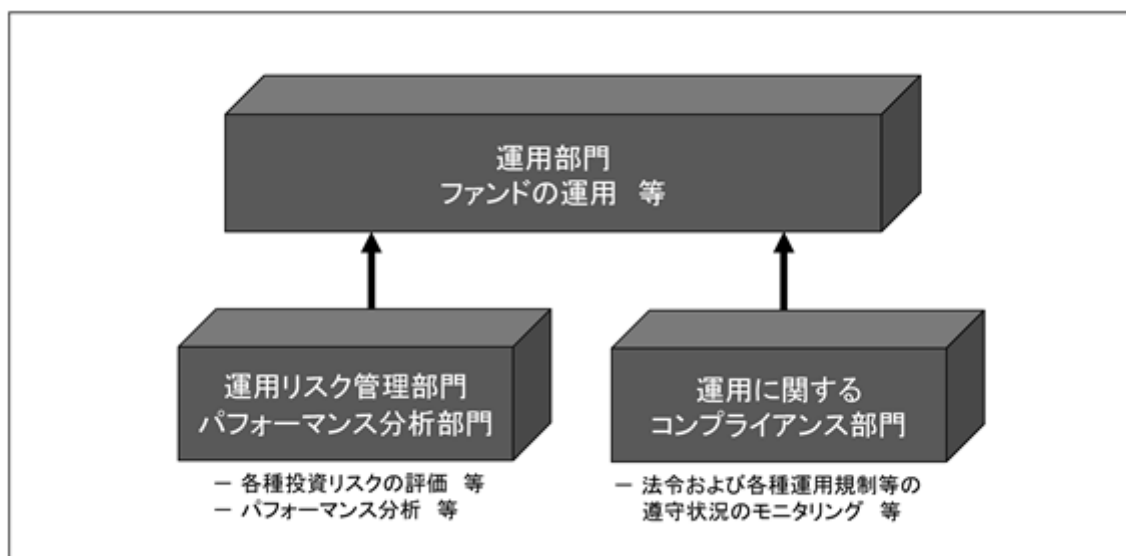 運用部門
ファンドの運用 等
運用リスク管理部門
パフォーマンス分析部門
－ 各種投資リスクの評価 等
－ パフォーマンス分析 等
運用に関する
コンプライアンス部門
－ 法令および各種運用規制等の
遵守状況のモニタリング 等